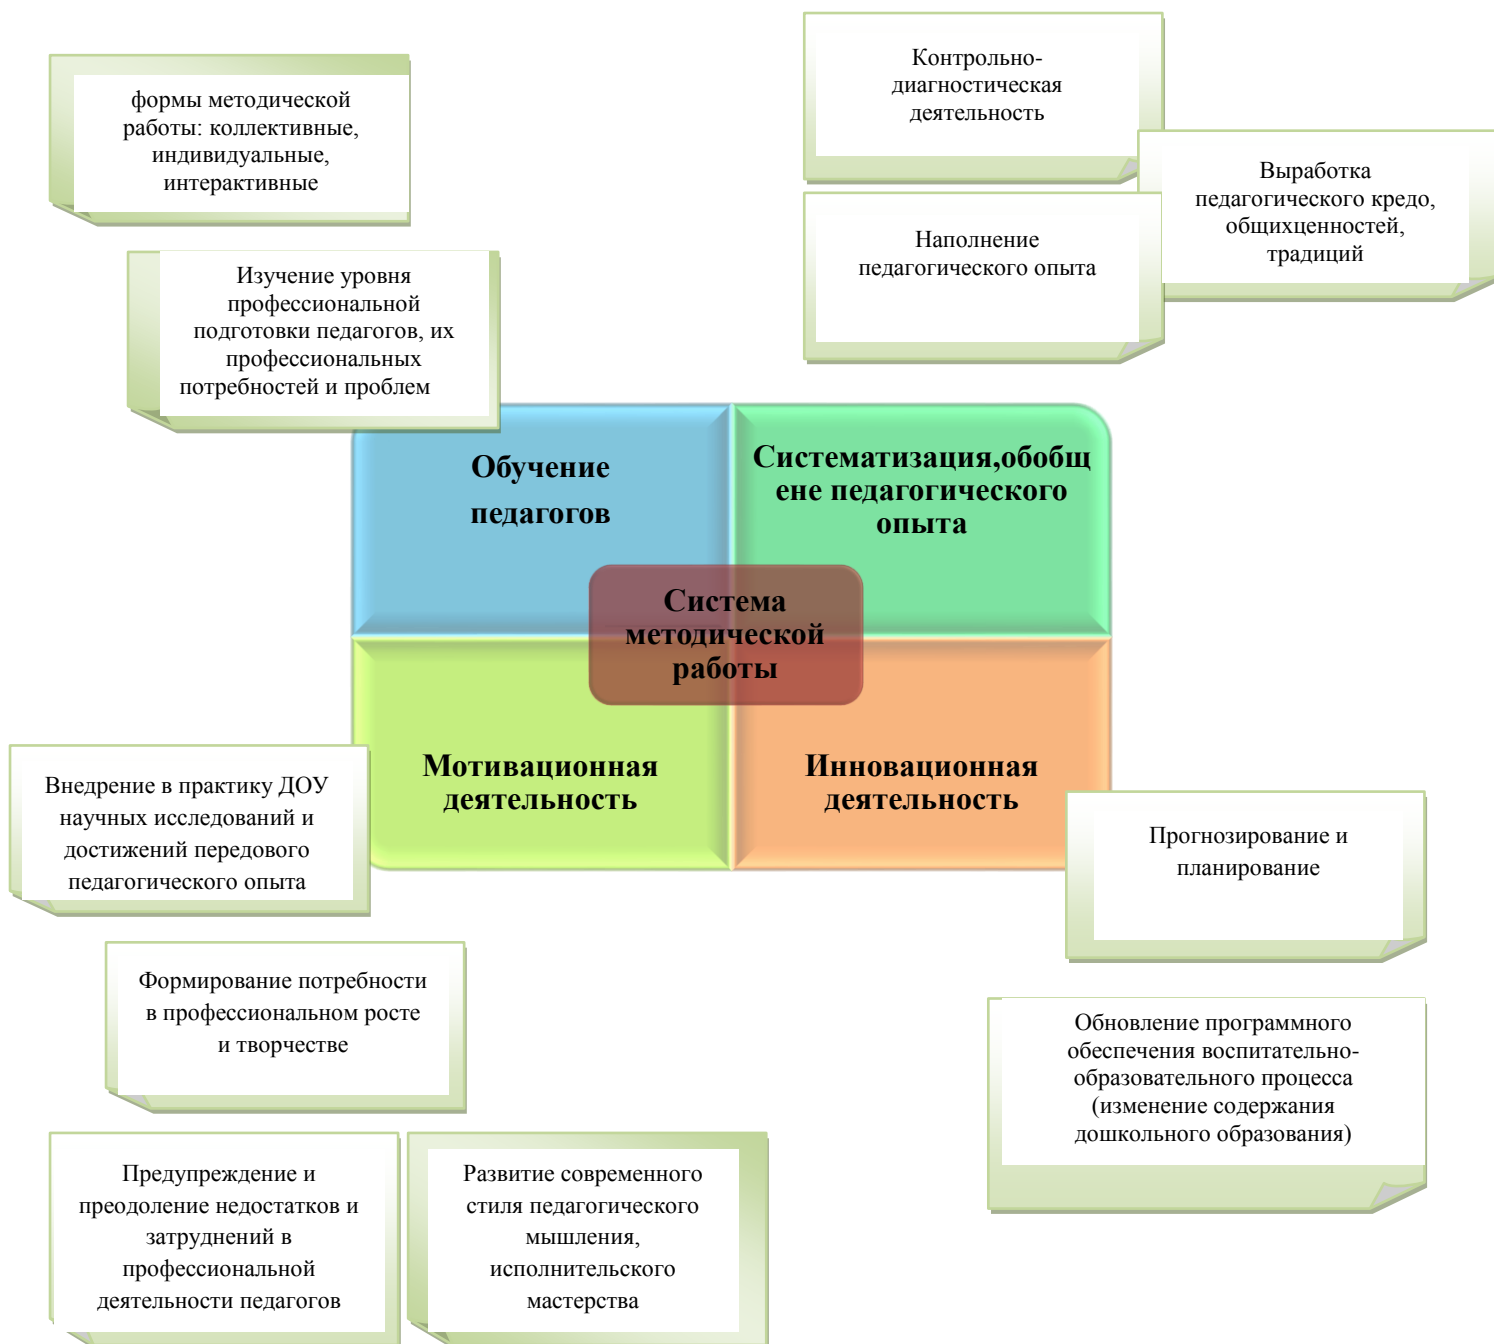 формы методической
работы: коллективные,
индивидуальные,
интерактивные
Изучение уровня
профессиональной
подготовки педагогов, их
профессиональных
потребностей и проблем
Контрольно-
диагностическая
деятельность
Выработка
педагогического кредо,
общихценностей,
традиций
Наполнение
педагогического опыта
Обучение
педагогов
Систематизация,обобщ
ене педагогического
опыта
Система
методической
работы
Мотивационная
деятельность
Инновационная
деятельность
Внедрение в практику ДОУ
научных исследований и
достижений передового
педагогического опыта
Прогнозирование и
планирование
Формирование потребности
в профессиональном росте
и творчестве
Обновление программного
обеспечения воспитательно-
образовательного процесса
(изменение содержания
дошкольного образования)
Предупреждение и
преодоление недостатков и
затруднений в
профессиональной
деятельности педагогов
Развитие современного
стиля педагогического
мышления,
исполнительского
мастерства